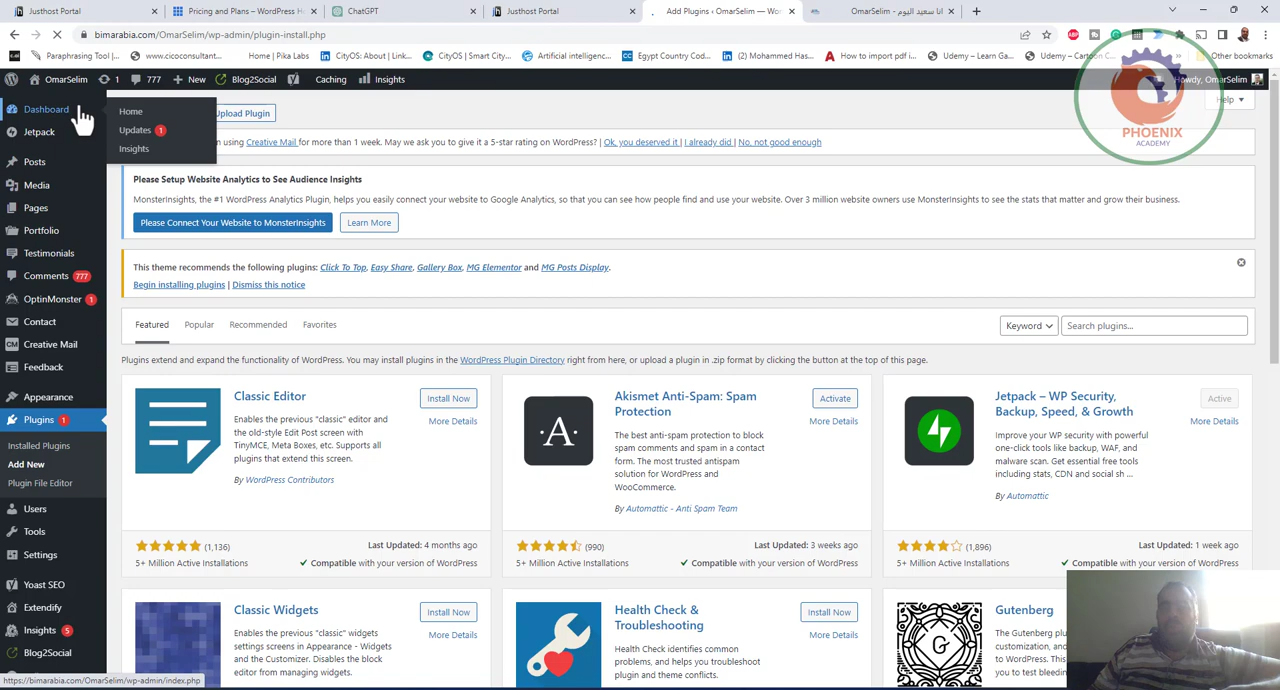 Justhost Portal
Pricing and Plans – WordPress H
ChatGPT
Justhost Portal
Add Plugins ‹ OmarSelim — Wo
انا سعيد اليوم - OmarSelim
bimarabia.com/OmarSelim/wp-admin/plugin-install.php
Paraphrasing Tool |
www.cicoconsultant...
Home | Pika Labs
CityOS: About | Lin...
CityOS | Smart City...
Artificial intelligenc...
Egypt Country Cod...
Mohammed Has...
How to import pdf i...
Udemy – Learn Ga...
Udemy – Cartoon
Other bookmarks
OmarSelim
1
777
New
Blog2Social
Caching
Insights
Howdy, OmarSelim
Dashboard
Home
Updates 1
Insights
Upload Plugin
Help
Jetpack
Posts
Media
Pages
Portfolio
Testimonials
Comments 777
OptinMonster 1
Contact
Creative Mail
Feedback
Appearance
Plugins 1
Installed Plugins
Add New
Plugin File Editor
Users
Tools
Settings
Yoast SEO
Extendify
Insights 5
Blog2Social
using Creative Mail for more than 1 week. May we ask you to give it a 5-star rating on WordPress? | Ok, you deserved it | I already did | No, not good enough
Please Setup Website Analytics to See Audience Insights
MonsterInsights, the #1 WordPress Analytics Plugin, helps you easily connect your website to Google Analytics, so that you can see how people find and use your website. Over 3 million website owners use MonsterInsights to see the stats that matter and grow their business.
Please Connect Your Website to MonsterInsights
Learn More
This theme recommends the following plugins: Click To Top, Easy Share, Gallery Box, MG Elementor and MG Posts Display.
Begin installing plugins | Dismiss this notice
Featured
Popular
Recommended
Favorites
Keyword
Search plugins...
Plugins extend and expand the functionality of WordPress. You may install plugins in the WordPress Plugin Directory right from here, or upload a plugin in .zip format by clicking the button at the top of this page.
Classic Editor
Install Now
More Details
Enables the previous "classic" editor and
the old-style Edit Post screen with
TinyMCE, Meta Boxes, etc. Supports all
plugins that extend this screen.
By WordPress Contributors
(1,136)
Last Updated: 4 months ago
5+ Million Active Installations
Compatible with your version of WordPress
A
Akismet Anti-Spam: Spam
Protection
Activate
More Details
The best anti-spam protection to block
spam comments and spam in a contact
form. The most trusted antispam
solution for WordPress and
WooCommerce.
By Automattic - Anti Spam Team
(990)
Last Updated: 3 weeks ago
5+ Million Active Installations
Compatible with your version of WordPress
Jetpack – WP Security,
Backup, Speed, & Growth
Active
More Details
Improve your WP security with powerful
one-click tools like backup, WAF, and
malware scan. Get essential free tools
including stats, CDN and social sh ...
By Automattic
(1,896)
Last Updated: 1 week ago
5+ Million Active Installations
Compatible with your version of WordPress
Classic Widgets
Install Now
More Details
Enables the previous "classic" widgets
settings screens in Appearance - Widgets
and the Customizer. Disables the block
editor from managing widgets.
Health Check &
Troubleshooting
Install Now
More Details
Health Check identifies common
problems, and helps you troubleshoot
plugin and theme conflicts.
Gutenberg
The Gutenberg plu
customization, and
to WordPress. This
you to test bleeding
PHOENIX
ACADEMY
https://bimarabia.com/OmarSelim/wp-admin/index.php